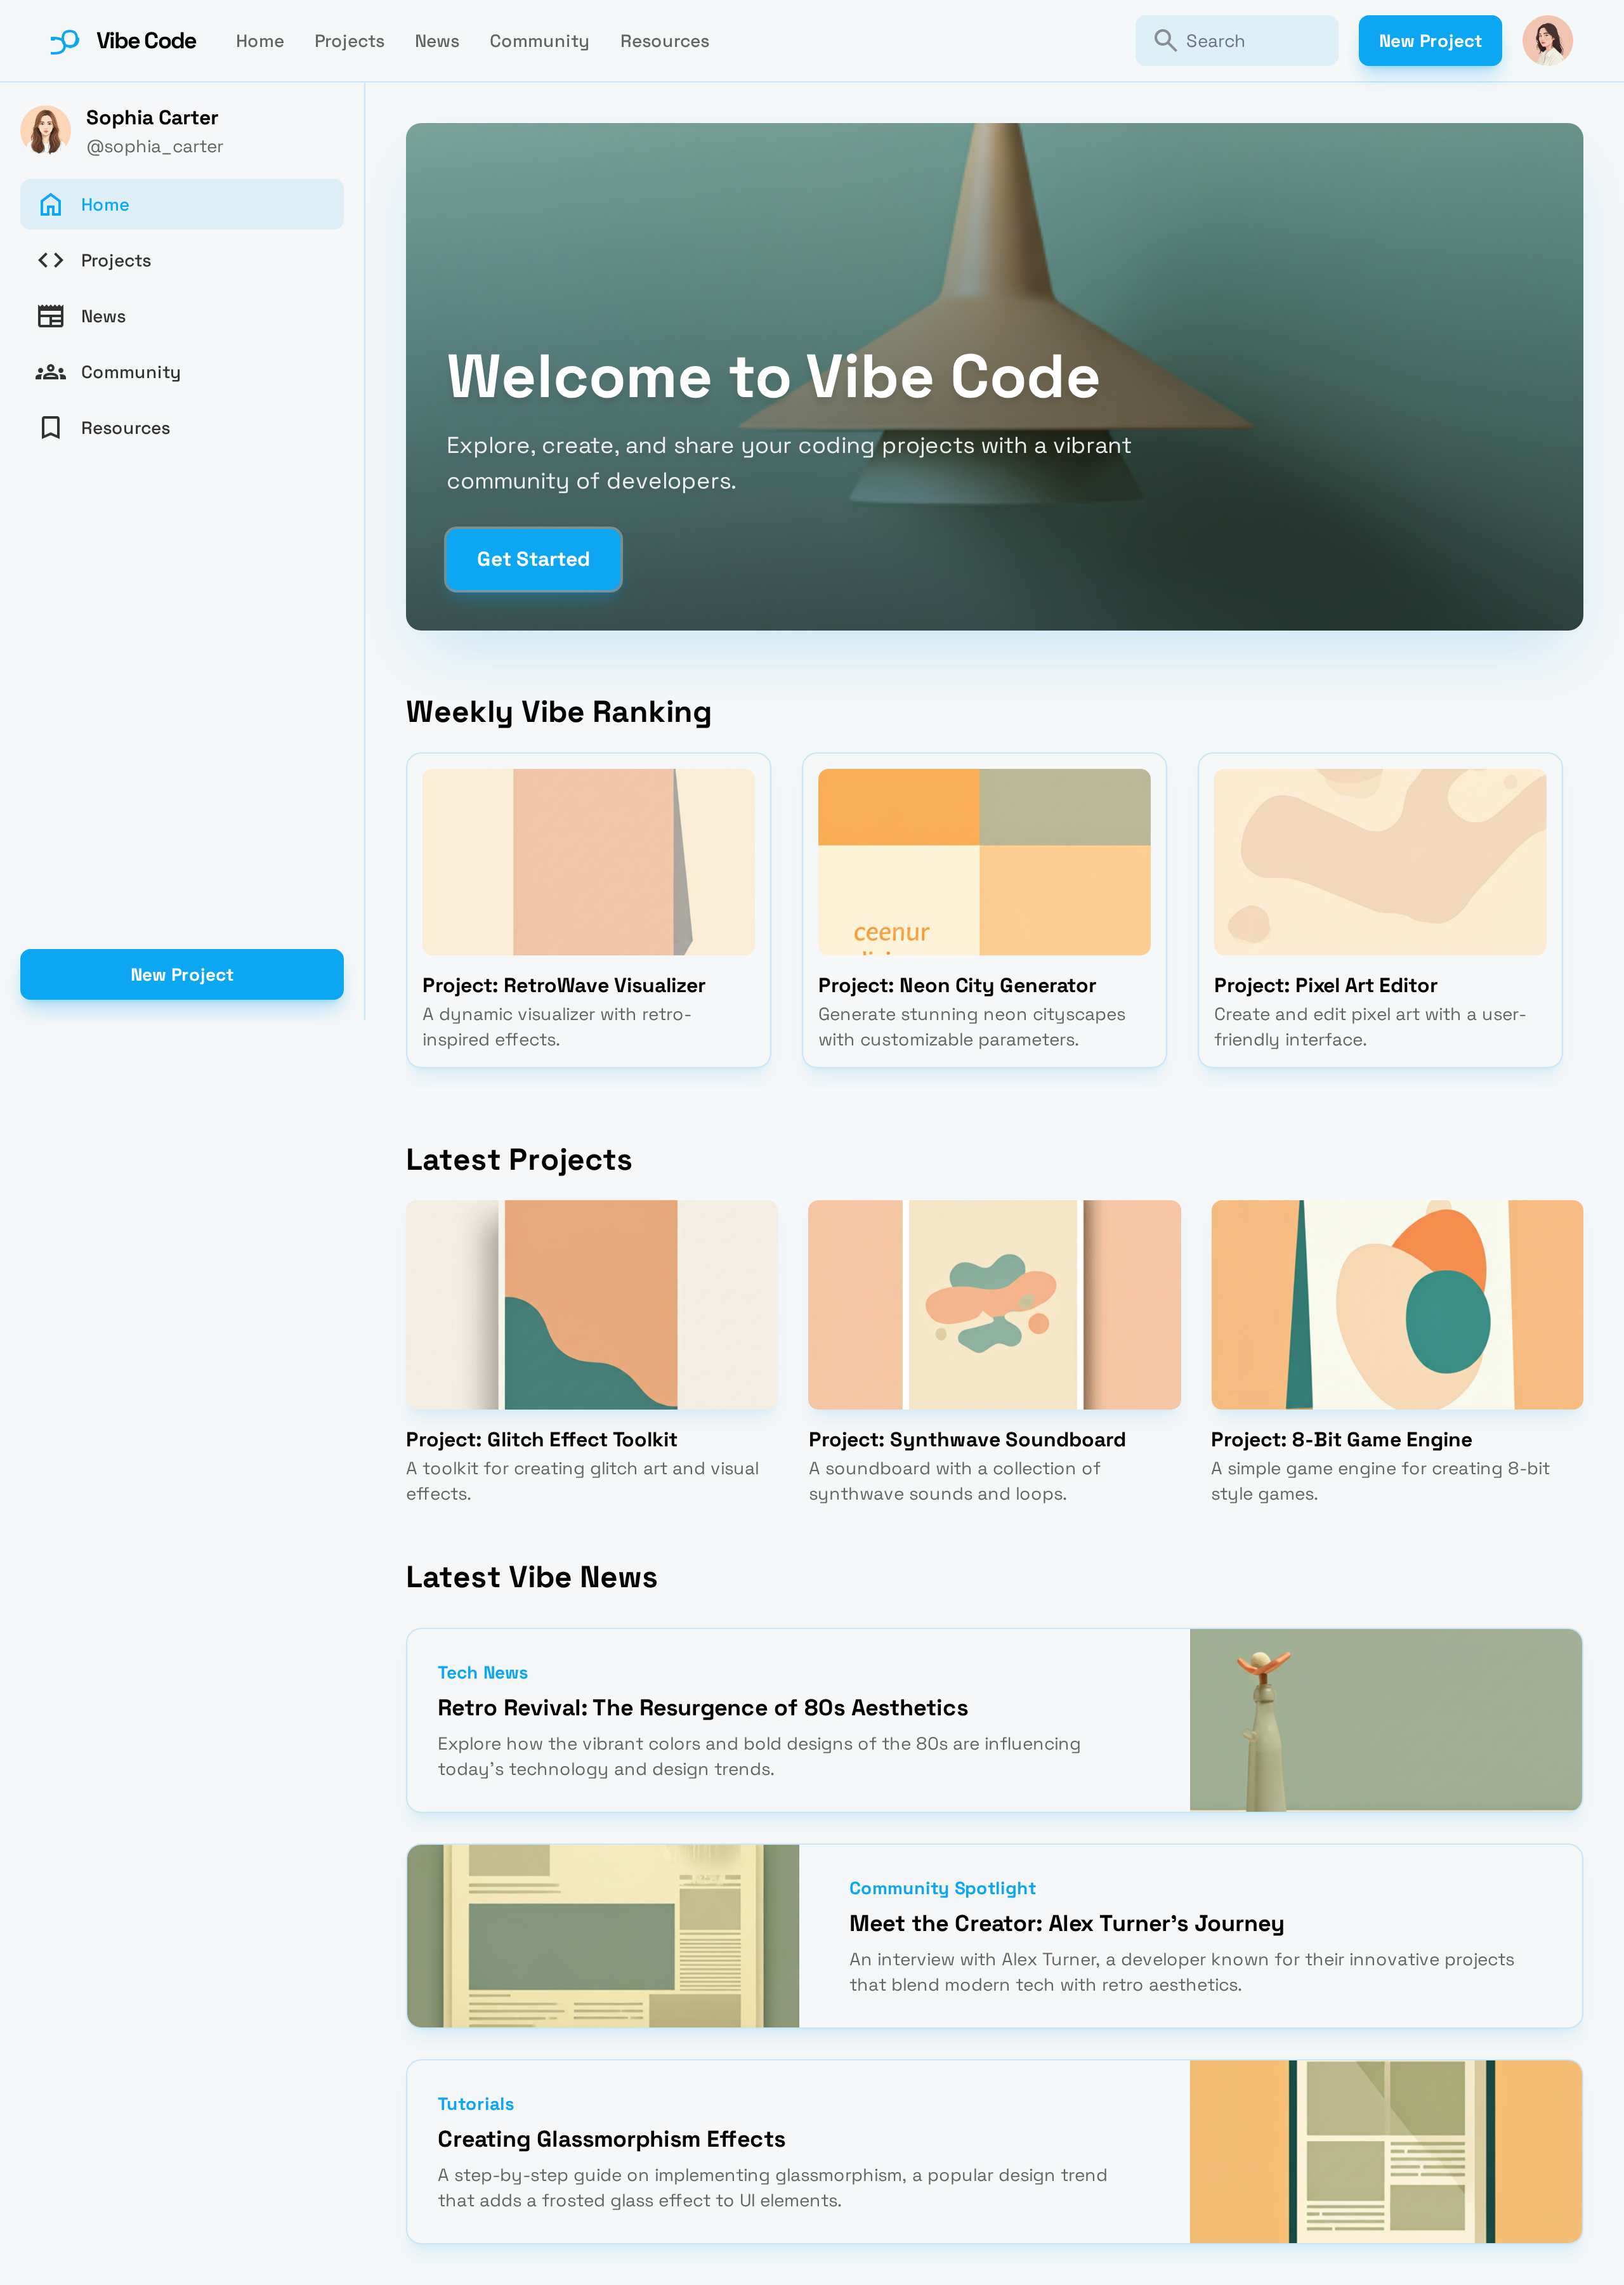 Vibe Code
Home
Projects
News
Community
Resources
Search
New Project
Sophia Carter
@sophia_carter
Home
Projects
News
Community
Resources
New Project
Welcome to Vibe Code
Explore, create, and share your coding projects with a vibrant
community of developers.
Get Started
Weekly Vibe Ranking
ceenur
Project: RetroWave Visualizer
A dynamic visualizer with retro-
inspired effects.
Project: Neon City Generator
Generate stunning neon cityscapes
with customizable parameters.
Project: Pixel Art Editor
Create and edit pixel art with a user-
friendly interface.
Latest Projects
Project: Glitch Effect Toolkit
A toolkit for creating glitch art and visual
effects.
Project: Synthwave Soundboard
A soundboard with a collection of
synthwave sounds and loops.
Project: 8-Bit Game Engine
A simple game engine for creating 8-bit
style games.
Latest Vibe News
Tech News
Retro Revival: The Resurgence of 80s Aesthetics
Explore how the vibrant colors and bold designs of the 80s are influencing
today's technology and design trends.
Community Spotlight
Meet the Creator: Alex Turner's Journey
An interview with Alex Turner, a developer known for their innovative projects
that blend modern tech with retro aesthetics.
Tutorials
Creating Glassmorphism Effects
A step-by-step guide on implementing glassmorphism, a popular design trend
that adds a frosted glass effect to UI elements.